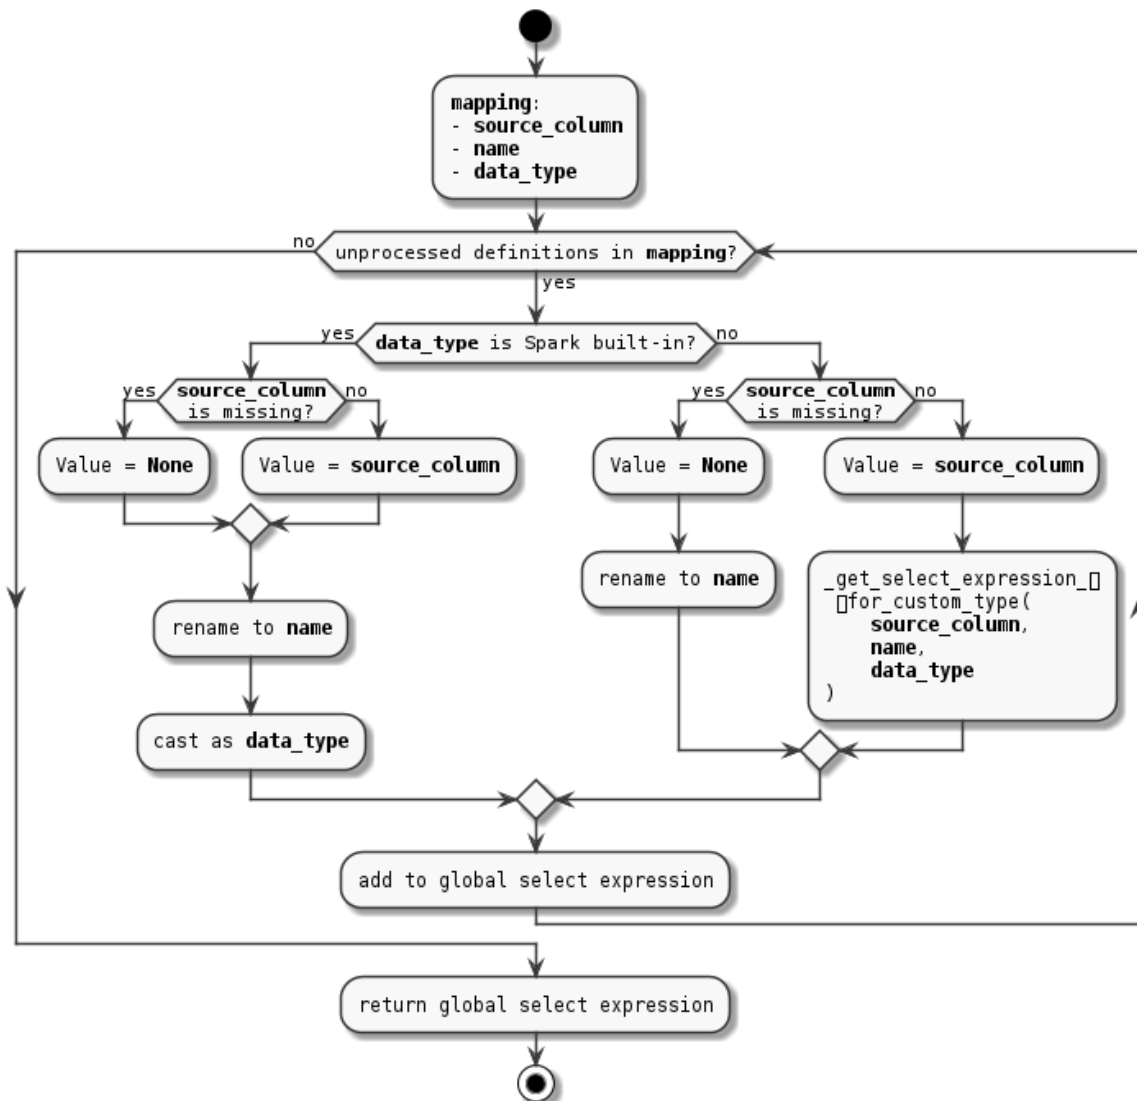 mapping:
- source_column
- name
- data_type
no
unprocessed definitions in mapping?
yes
yes
data_type is Spark built-in?
no
yes
source_column
is missing?
no
yes
source_column
is missing?
no
Value = None
Value = source_column
Value = None
Value = source_column
rename to name
cast as data_type
rename to name
_get_select_expression_▯
▯for_custom_type(
source_column,
name,
data_type
)
add to global select expression
return global select expression